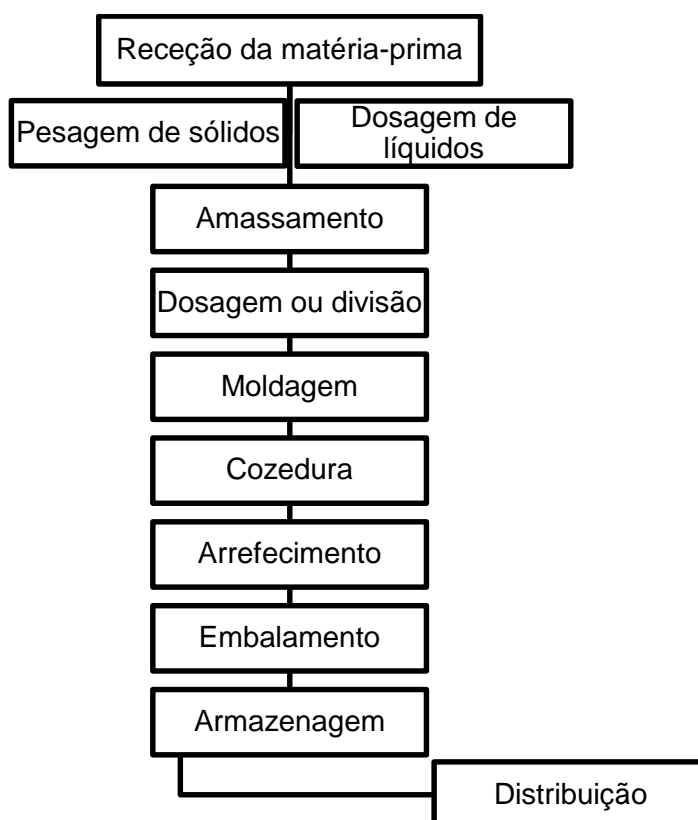 Receção da matéria-prima
Pesagem de sólidos
Dosagem de
líquidos
Amassamento
Dosagem ou divisão
Moldagem
Cozedura
Arrefecimento
Embalamento
Armazenagem
Distribuição